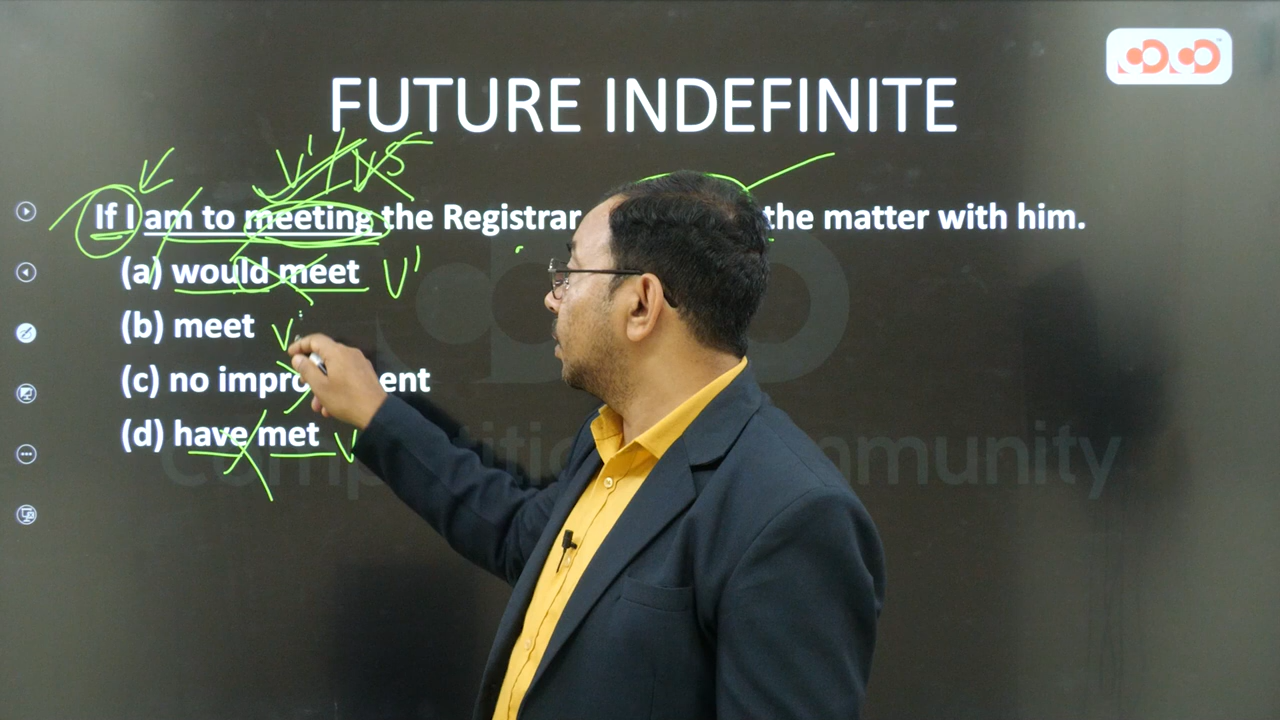 FUTURE INDEFINITE
V' / V5
If I am to meeting the Registrar the matter with him.
(a) would meet V'
(b) meet V'
(c) no impro ent
(d) have met V
community